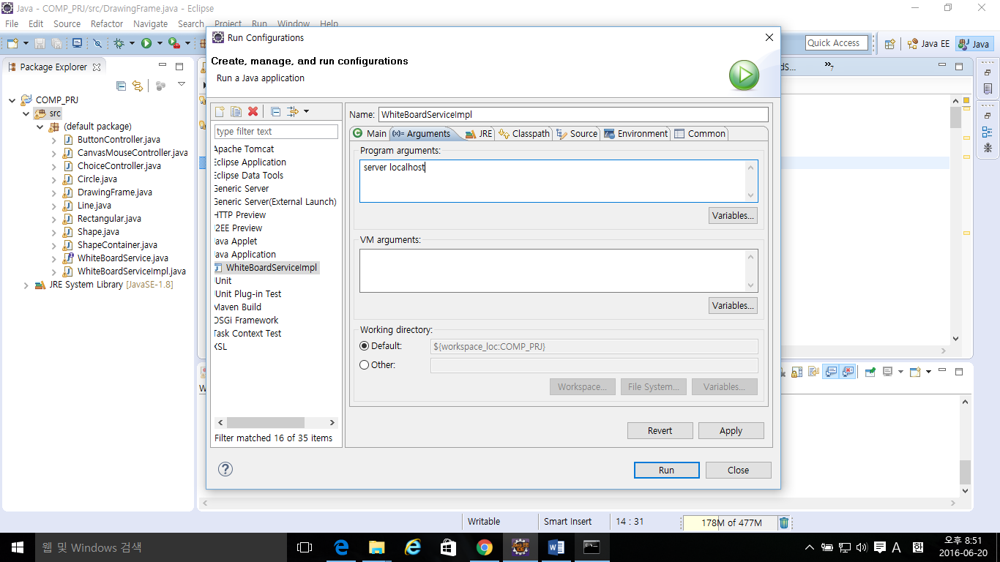 Java - COMP_PRJ/src/DrawingFrame.java - Eclipse
File Edit Source Refactor Navigate Search Project Run Window Help
Quick Access
Java EE
Java
Package Explorer
COMP_PRJ
src
(default package)
ButtonController.java
CanvasMouseController.java
ChoiceController.java
Circle.java
DrawingFrame.java
Line.java
Rectangular.java
Shape.java
ShapeContainer.java
WhiteBoardService.java
WhiteBoardServiceImpl.java
JRE System Library [JavaSE-1.8]
Run Configurations
Create, manage, and run configurations
Run a Java application
type filter text
Apache Tomcat
Eclipse Application
Eclipse Data Tools
Generic Server
Generic Server(External Launch)
HTTP Preview
J2EE Preview
Java Applet
Java Application
WhiteBoardServiceImpl
JUnit
JUnit Plug-in Test
Maven Build
OSGi Framework
Task Context Test
XSL
Filter matched 16 of 35 items
Name: WhiteBoardServiceImpl
Main (x)= Arguments JRE Classpath Source Environment Common
Program arguments:
server localhost
Variables...
VM arguments:
Variables...
Working directory:
Default: ${workspace_loc:COMP_PRJ}
Other:
Workspace... File System... Variables...
Revert Apply
Run Close
dS...
»7
Writable Smart Insert 14 : 31 178M of 477M
웹 및 Windows 검색
A 한
오후 8:51
2016-06-20